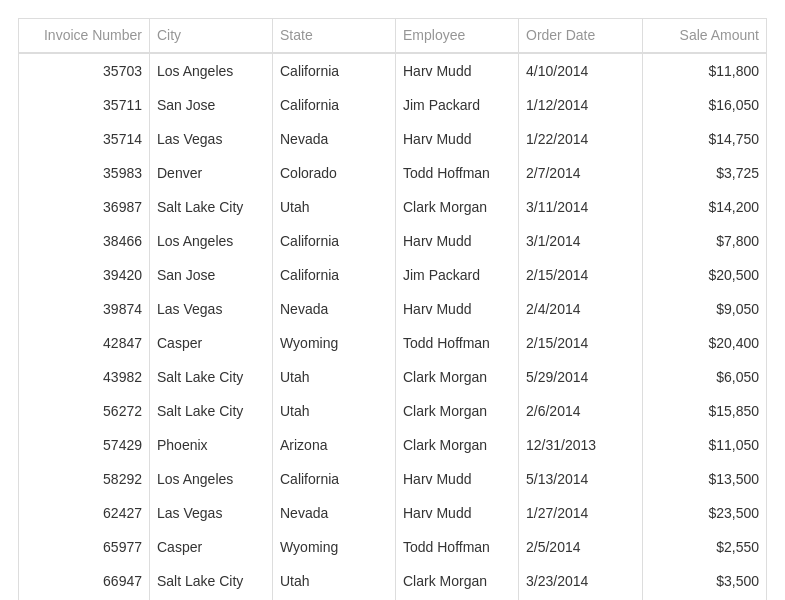 Invoice Number City State Employee Order Date Sale Amount
35703 Los Angeles California Harv Mudd 4/10/2014 $11,800
35711 San Jose California Jim Packard 1/12/2014 $16,050
35714 Las Vegas Nevada Harv Mudd 1/22/2014 $14,750
35983 Denver Colorado Todd Hoffman 2/7/2014 $3,725
36987 Salt Lake City Utah Clark Morgan 3/11/2014 $14,200
38466 Los Angeles California Harv Mudd 3/1/2014 $7,800
39420 San Jose California Jim Packard 2/15/2014 $20,500
39874 Las Vegas Nevada Harv Mudd 2/4/2014 $9,050
42847 Casper Wyoming Todd Hoffman 2/15/2014 $20,400
43982 Salt Lake City Utah Clark Morgan 5/29/2014 $6,050
56272 Salt Lake City Utah Clark Morgan 2/6/2014 $15,850
57429 Phoenix Arizona Clark Morgan 12/31/2013 $11,050
58292 Los Angeles California Harv Mudd 5/13/2014 $13,500
62427 Las Vegas Nevada Harv Mudd 1/27/2014 $23,500
65977 Casper Wyoming Todd Hoffman 2/5/2014 $2,550
66947 Salt Lake City Utah Clark Morgan 3/23/2014 $3,500